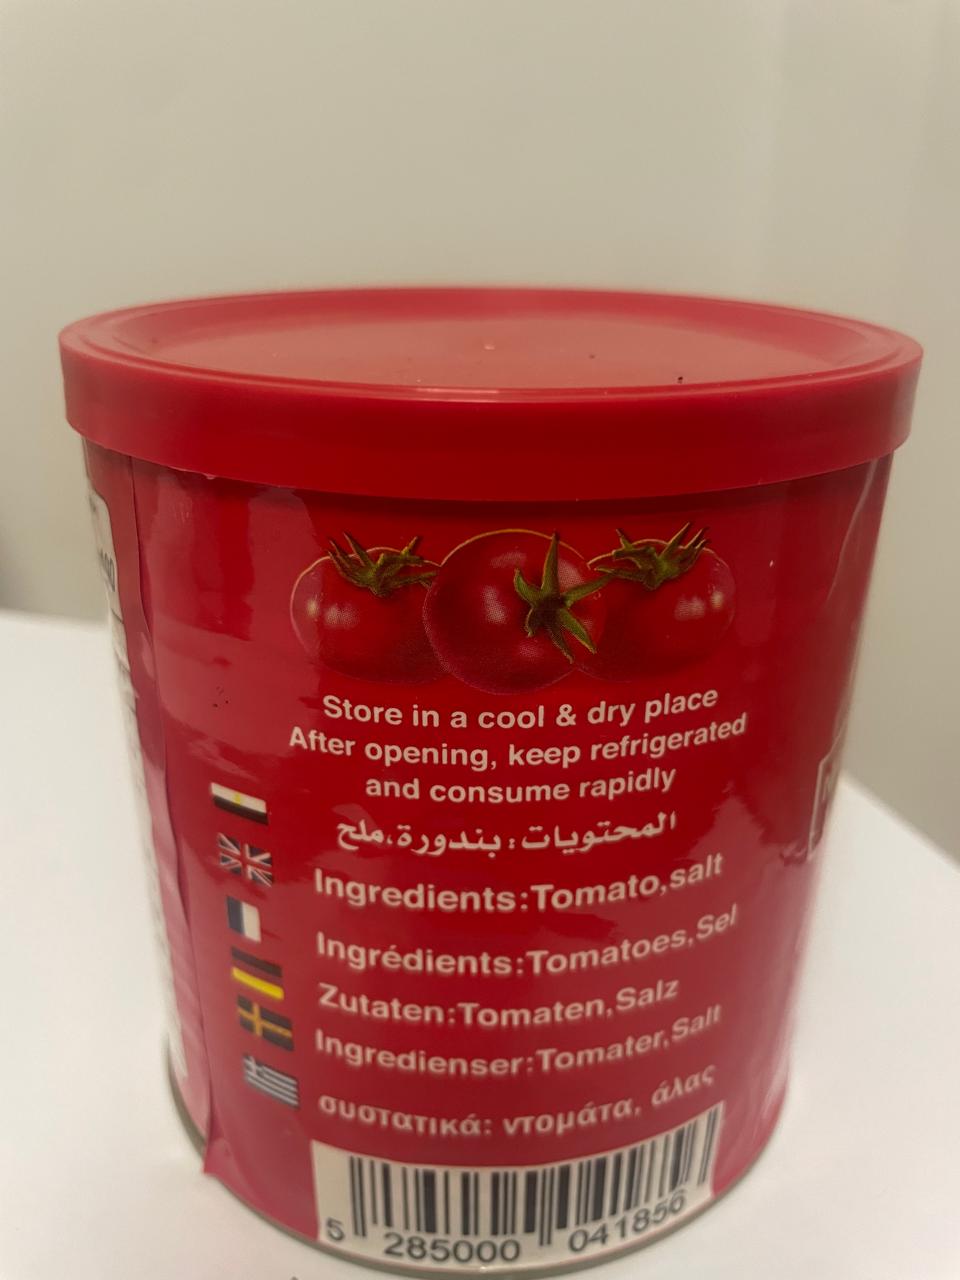 Store in a cool & dry place
After opening, keep refrigerated
and consume rapidly
المحتويات: بندورة،ملح
Ingredients:Tomato,salt
Ingrédients:Tomatoes,Sel
Zutaten:Tomaten,Salz
Ingredienser:Tomater,Salt
συστατικά: ντομάτα, άλας
5 285000 041856